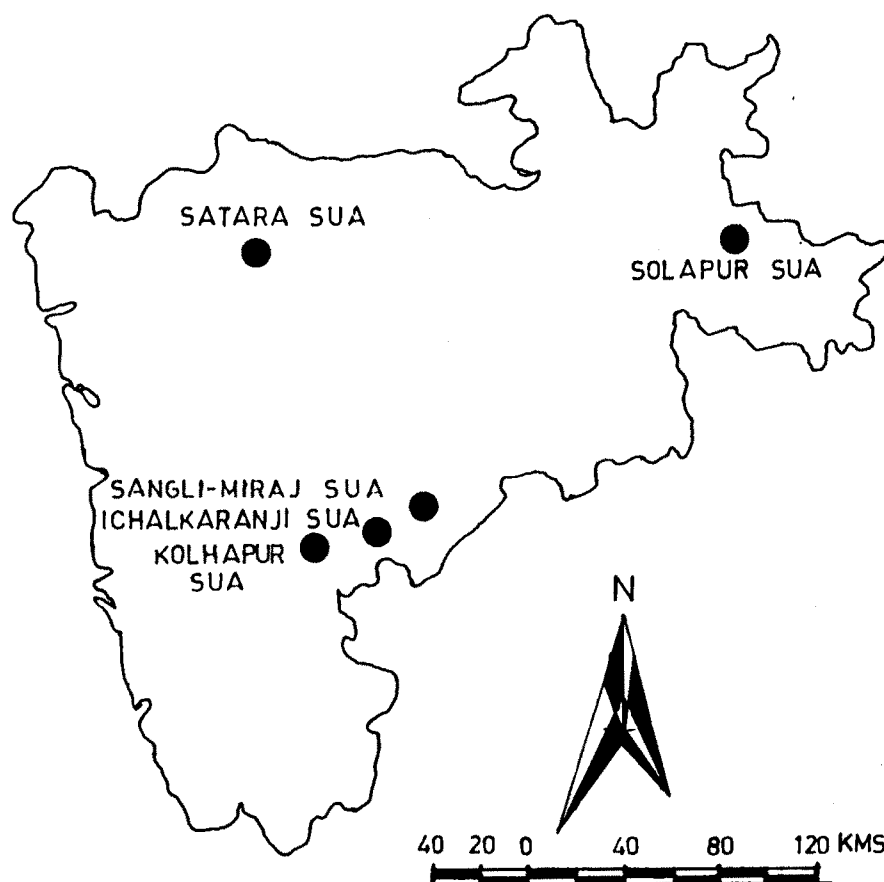 SATARA SUA
SOLAPUR SUA
SANGLI-MIRAJ SUA
ICHALKARANJI SUA
KOLHAPUR
SUA
N
40 20 0 40 80 120 KMS